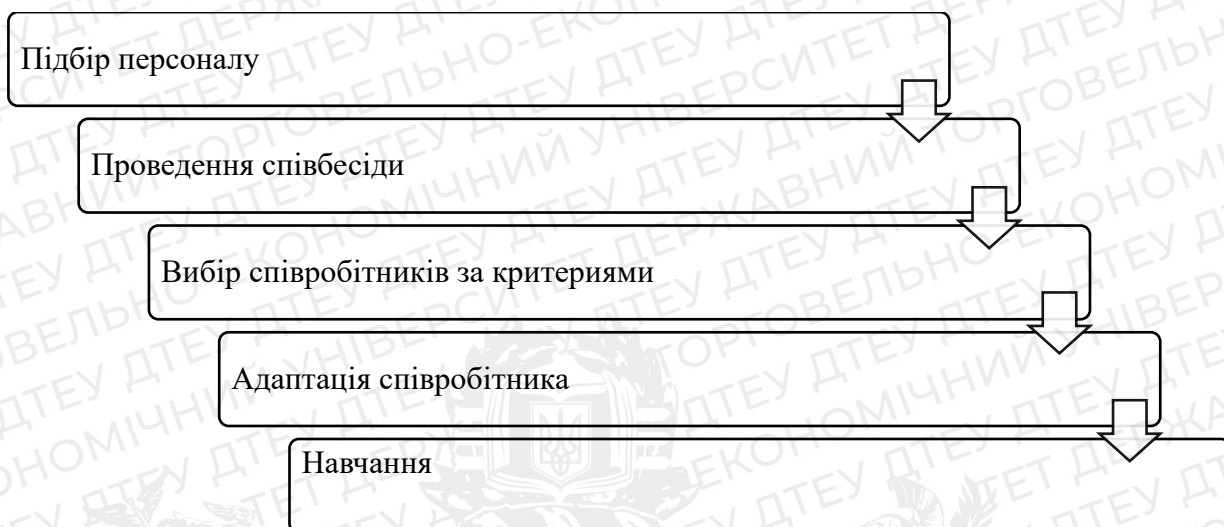 Підбір персоналу
Проведення співбесіди
Вибір співробітників за критериями
Адаптація співробітника
Навчання